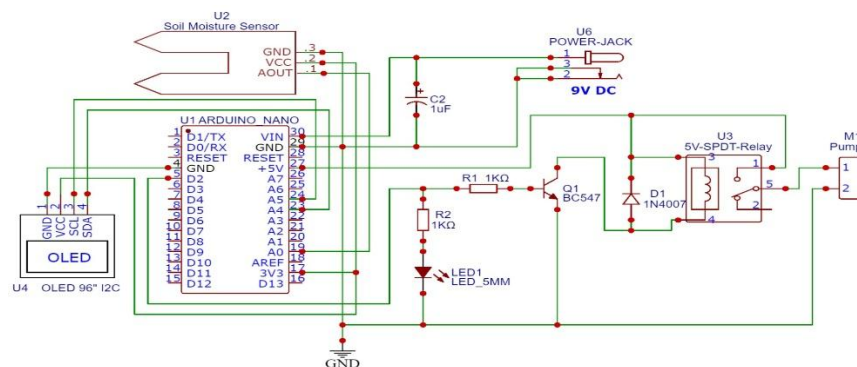 U2
Soil Moisture Sensor
GND 3
VCC 2
AOUT 1
U6
POWER-JACK
1
3
2
9V DC
C2
1uF
U1 ARDUINO_NANO
1 D1/TX VIN 30
2 D0/RX GND 29
3 RESET RESET 28
4 GND +5V 27
5 D2 A7 26
6 D3 A6 25
7 D4 A5 24
8 D5 A4 23
9 D6 A3 22
10 D7 A2 21
11 D8 A1 20
12 D9 A0 19
13 D10 AREF 18
14 D11 3V3 17
15 D12 D13 16
1 2 3 4
GND VCC SCL SDA
OLED
U4 OLED 96" I2C
R1 1KΩ
R2
1KΩ
LED1
LED_5MM
Q1
BC547
D1
1N4007
U3
5V-SPDT-Relay
3 1
5
4 2
M1
Pump
1
2
GND